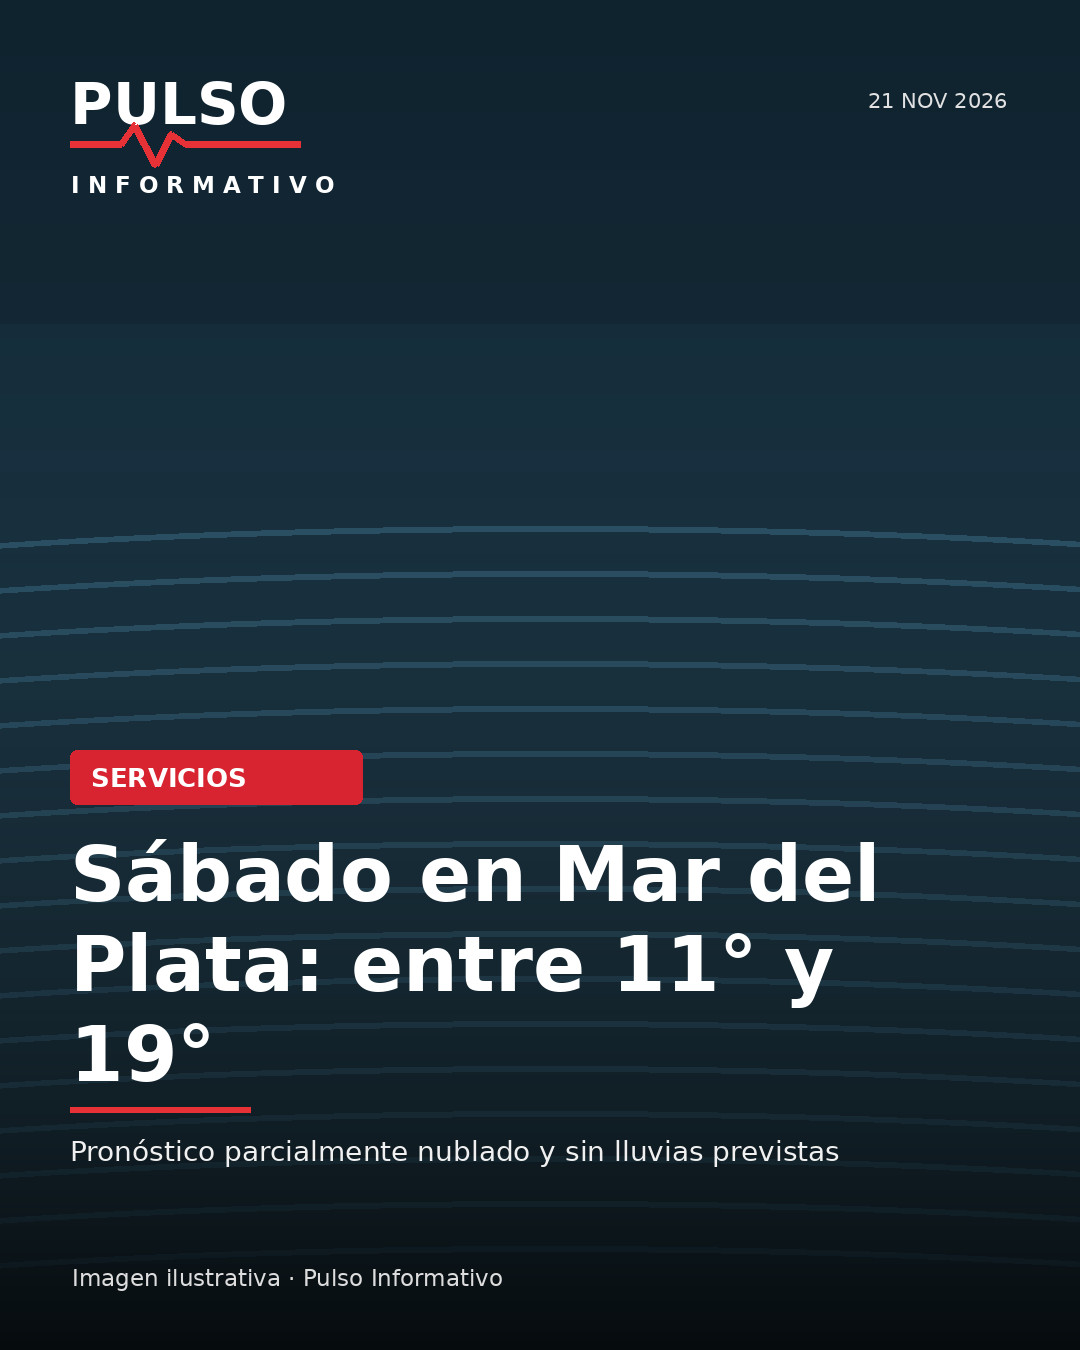 PULSO
INFORMATIVO
21 NOV 2026
SERVICIOS
Sábado en Mar del
Plata: entre 11° y
19°
Pronóstico parcialmente nublado y sin lluvias previstas
Imagen ilustrativa · Pulso Informativo